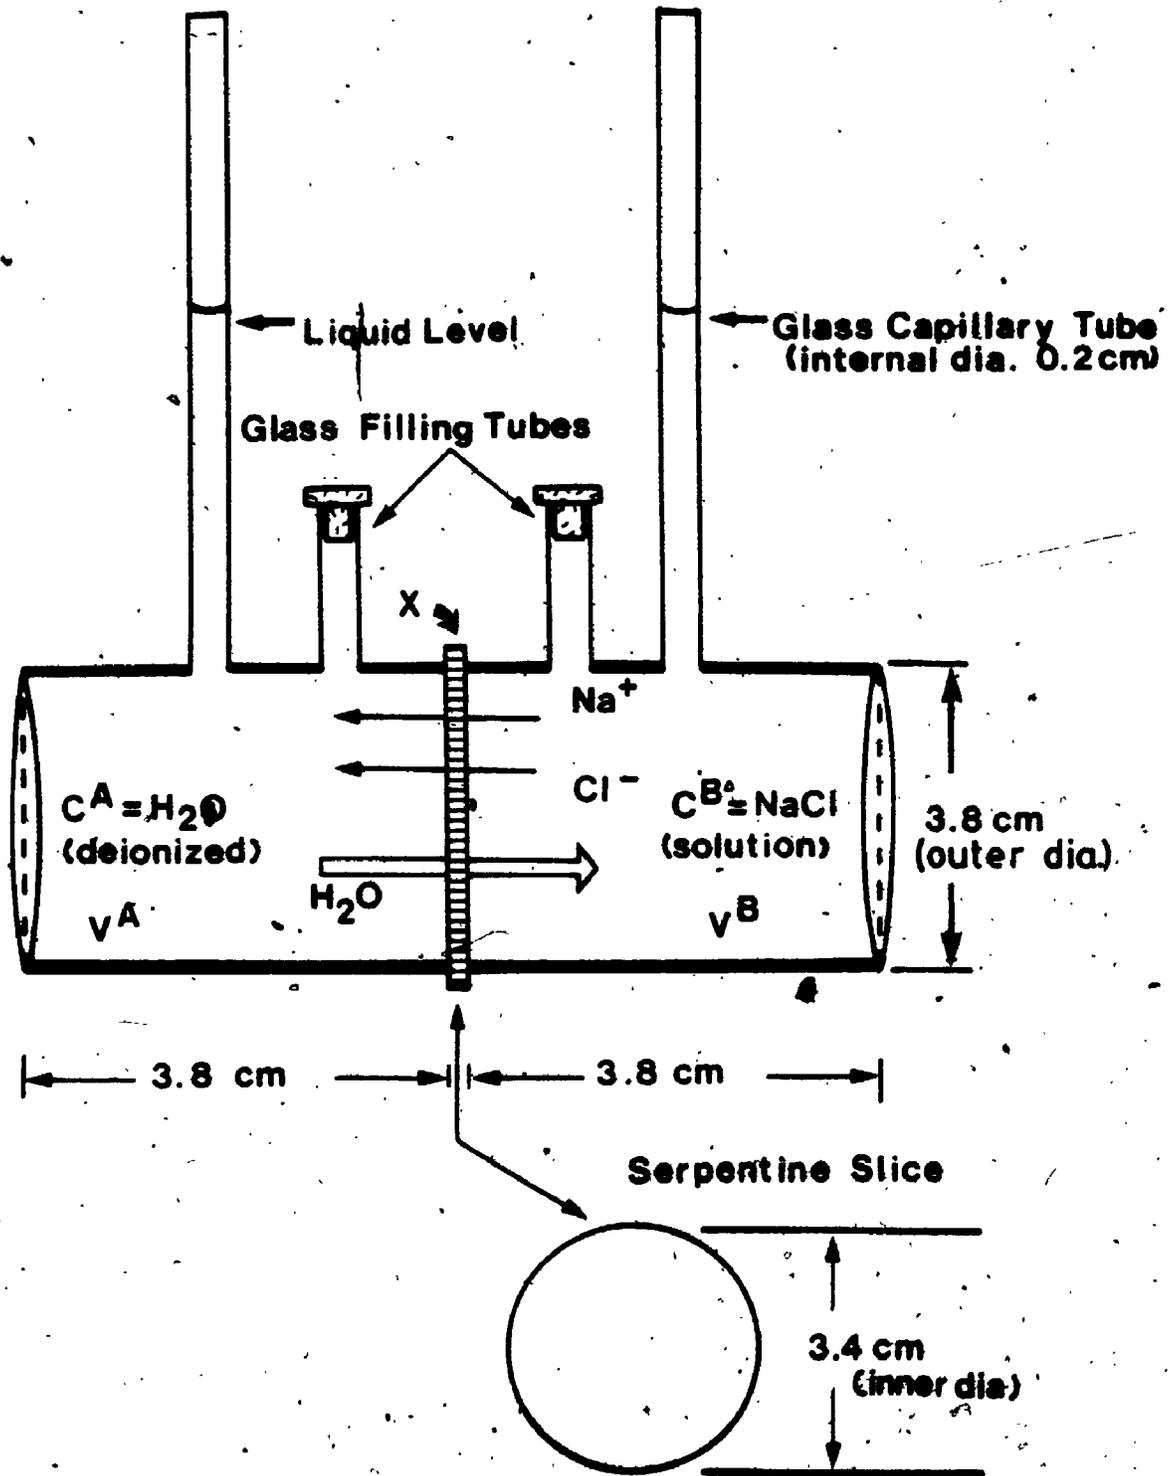 Liquid Level
Glass Capillary Tube
(internal dia. 0.2cm)
Glass Filling Tubes
X
Na⁺
Cl⁻
Cᴬ = H₂O
(deionized)
Cᴮ = NaCl
(solution)
3.8 cm
(outer dia.)
H₂O
Vᴬ
Vᴮ
3.8 cm
3.8 cm
Serpentine Slice
3.4 cm
(inner dia)